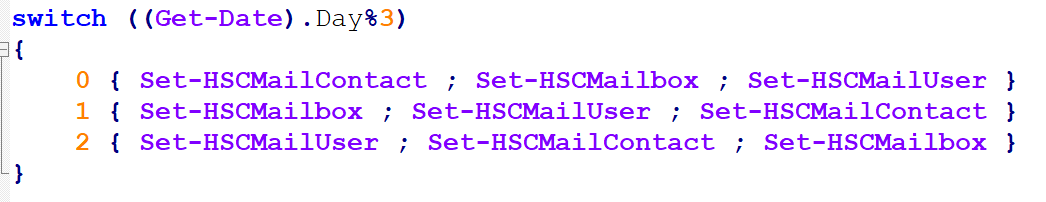 switch ((Get-Date).Day%3)
{
0 { Set-HSCMailContact ; Set-HSCMailbox ; Set-HSCMailUser }
1 { Set-HSCMailbox ; Set-HSCMailUser ; Set-HSCMailContact }
2 { Set-HSCMailUser ; Set-HSCMailContact ; Set-HSCMailbox }
}